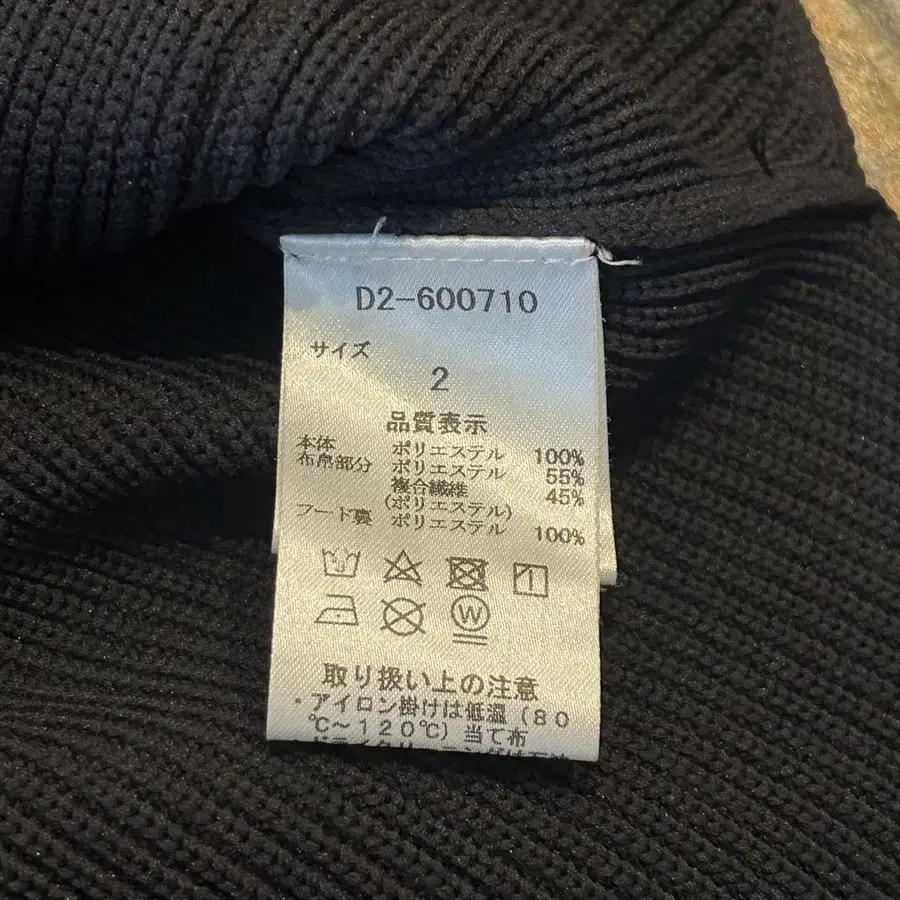 D2-600710
サイズ
2
品質表示
本体 ポリエステル 100%
布帛部分 ポリエステル 55%
複合繊維 45%
(ポリエステル)
フード裏 ポリエステル 100%
W
取り扱い上の注意
・アイロン掛けは低温(80
℃~120℃)当て布